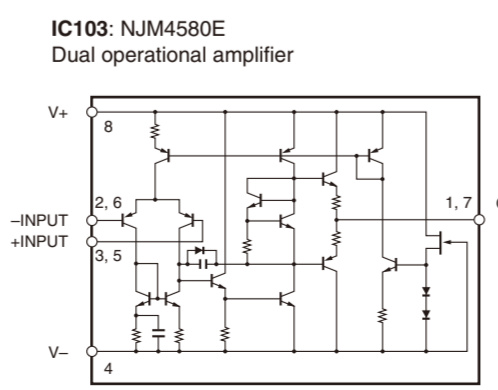 IC103: NJM4580E
Dual operational amplifier
V+
8
2, 6
–INPUT
+INPUT
3, 5
1, 7
V–
4